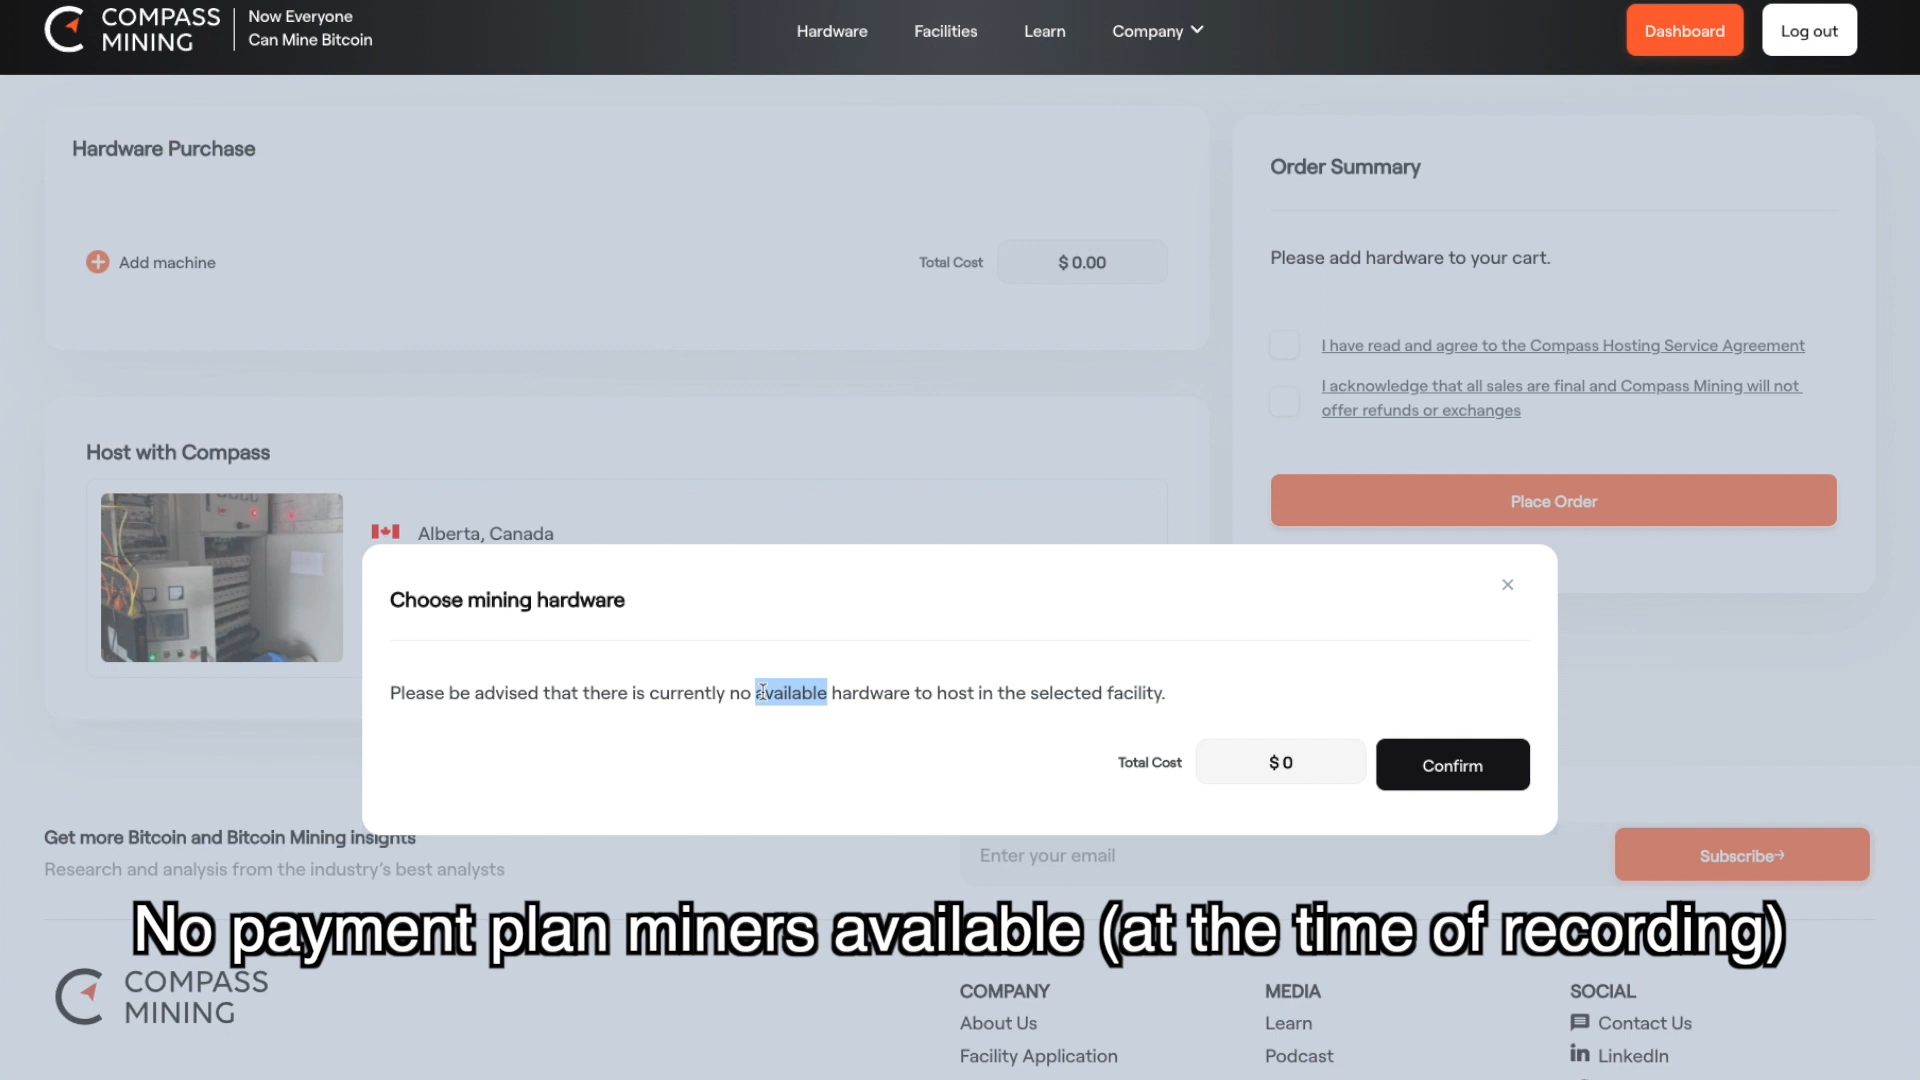 COMPASS
MINING
Now Everyone
Can Mine Bitcoin
Hardware
Facilities
Learn
Company
Dashboard
Log out
Hardware Purchase
Add machine
Total Cost
$ 0.00
Order Summary
Please add hardware to your cart.
I have read and agree to the Compass Hosting Service Agreement
I acknowledge that all sales are final and Compass Mining will not
offer refunds or exchanges
Place Order
Host with Compass
Alberta, Canada
Choose mining hardware
Please be advised that there is currently no available hardware to host in the selected facility.
Total Cost
$ 0
Confirm
Get more Bitcoin and Bitcoin Mining insights
Research and analysis from the industry's best analysts
Enter your email
Subscribe→
No payment plan miners available (at the time of recording)
COMPASS
MINING
COMPANY
About Us
Facility Application
MEDIA
Learn
Podcast
SOCIAL
Contact Us
LinkedIn